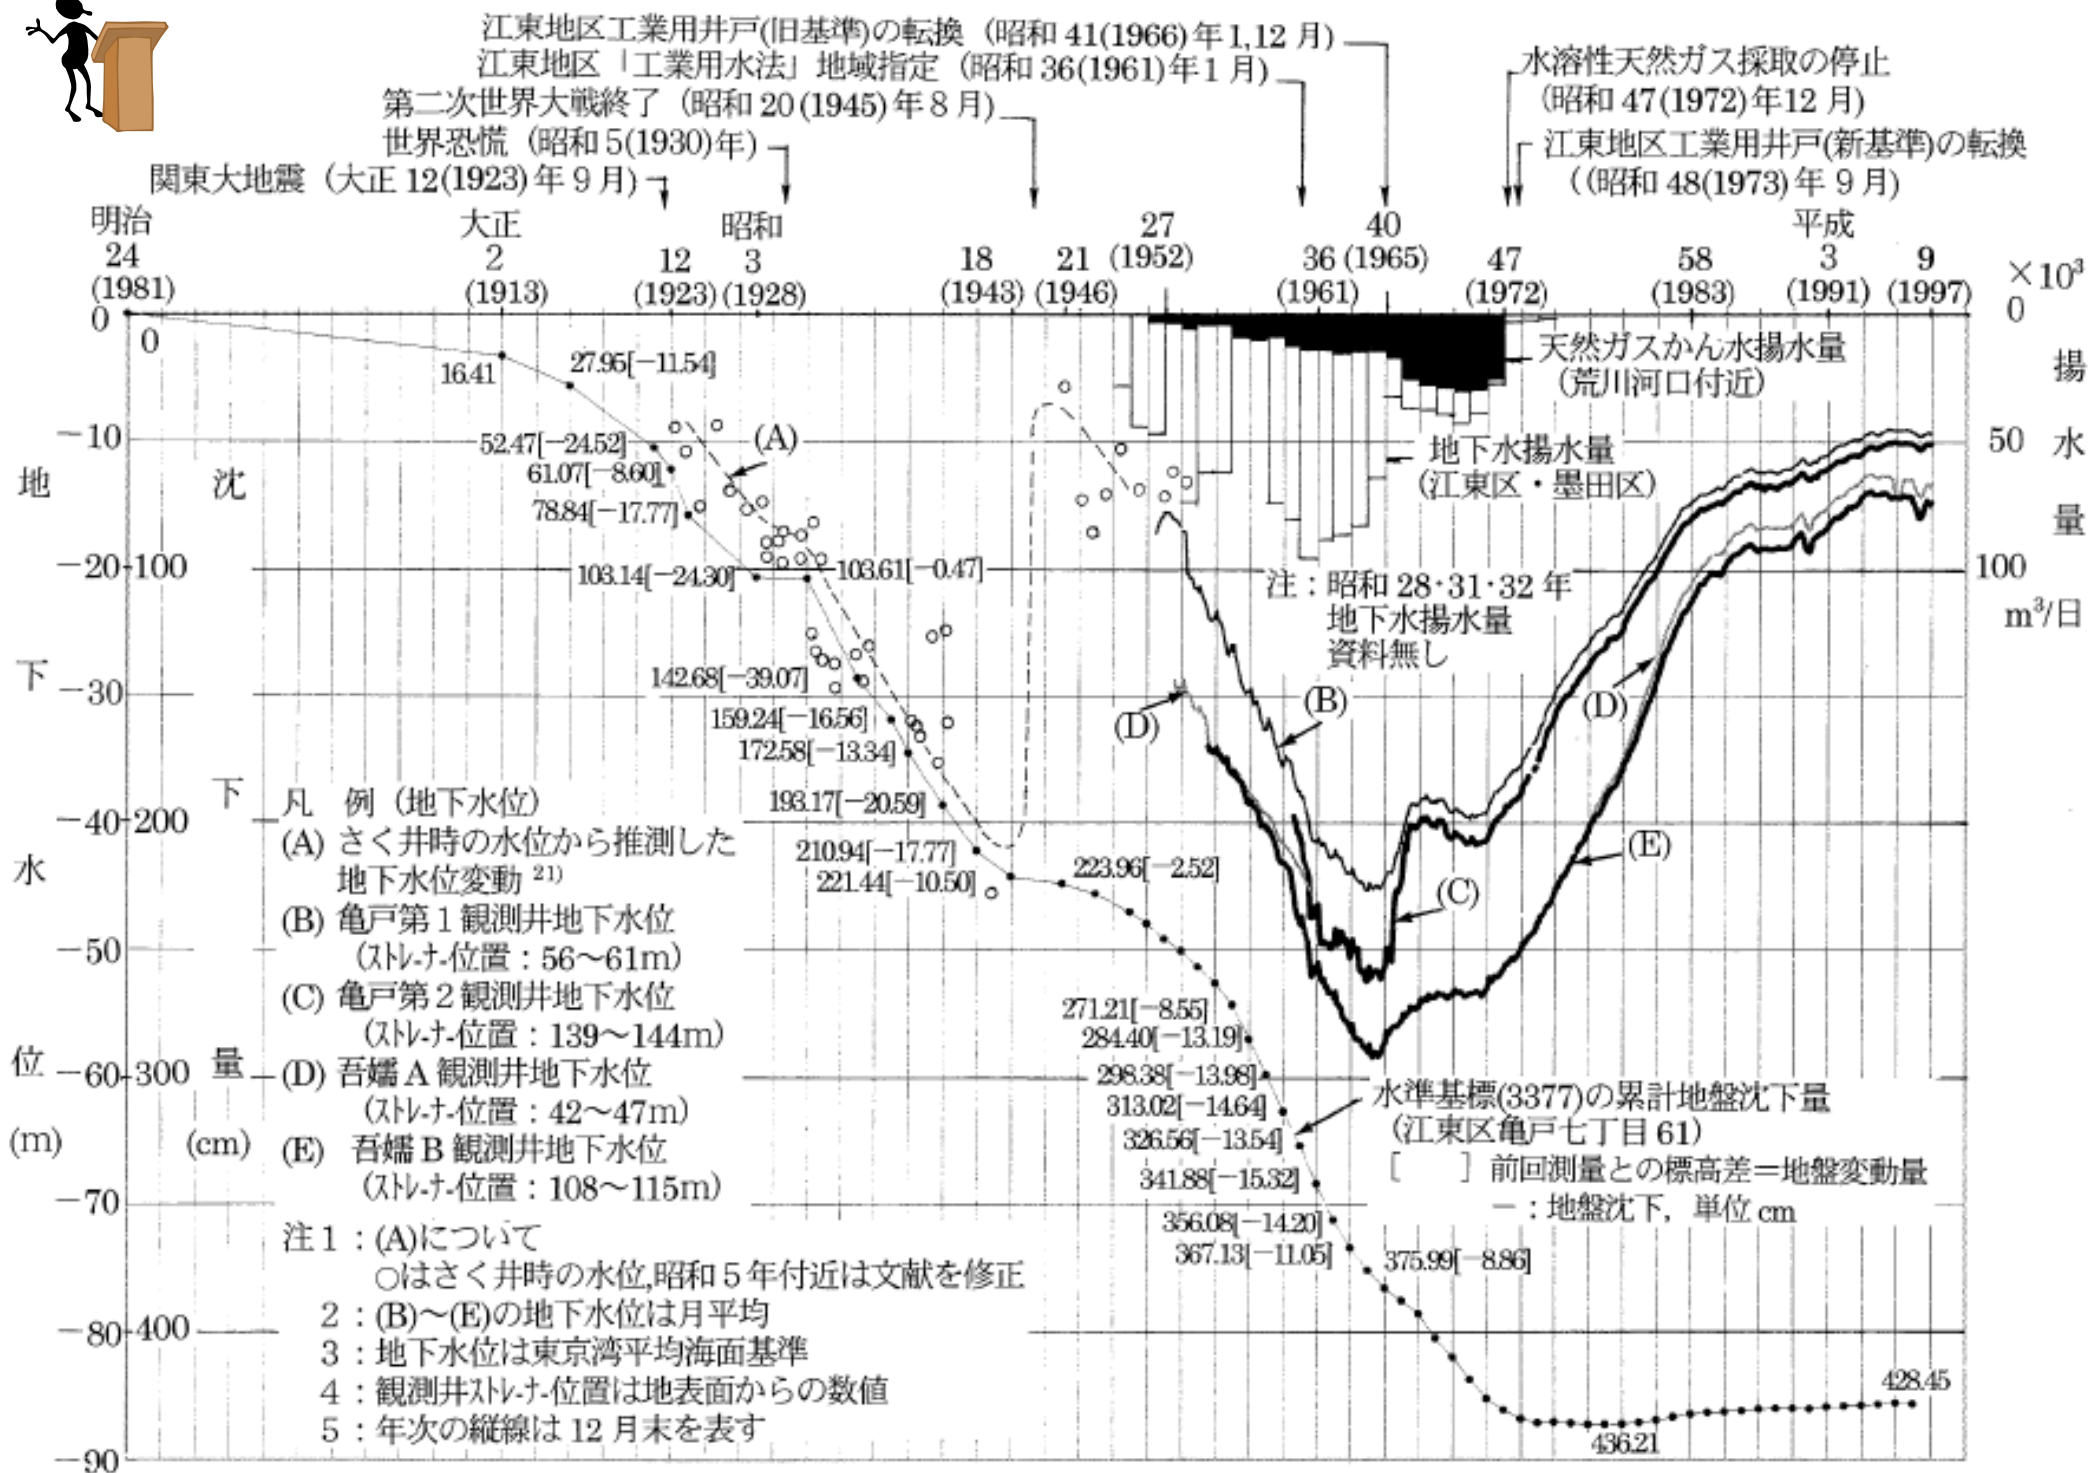 江東地区工業用井戸(旧基準)の転換（昭和 41(1966)年1,12 月）
江東地区「工業用水法」地域指定（昭和 36(1961)年1 月）
第二次世界大戦終了（昭和 20(1945)年 8 月）
世界恐慌（昭和 5(1930)年）
関東大地震（大正 12(1923)年 9 月）
水溶性天然ガス採取の停止
（昭和 47(1972)年12 月）
江東地区工業用井戸(新基準)の転換
（(昭和 48(1973)年 9 月）
明治 大正 昭和 平成
24 2 12 3 18 21 27 36 40 47 58 3 9
(1981) (1913) (1923) (1928) (1943) (1946) (1952) (1961) (1965) (1972) (1983) (1991) (1997)
×10³
0
50
100
m³/日
揚水量
0
－10
－20
－30
－40
－50
－60
－70
－80
－90
地下水位
(m)
0
100
200
300
400
沈下量
(cm)
16.41
27.95[－11.54]
52.47[－24.52]
61.07[－8.60]
78.84[－17.77]
103.14[－24.30]
103.61[－0.47]
142.68[－39.07]
159.24[－16.56]
172.58[－13.34]
193.17[－20.59]
210.94[－17.77]
221.44[－10.50]
223.96[－2.52]
271.21[－8.55]
284.40[－13.19]
298.38[－13.98]
313.02[－14.64]
326.56[－13.54]
341.88[－15.32]
356.08[－14.20]
367.13[－11.05]
375.99[－8.86]
436.21
428.45
(A)
(B)
(C)
(D)
(D)
(E)
天然ガスかん水揚水量
（荒川河口付近）
地下水揚水量
（江東区・墨田区）
注：昭和 28･31･32 年
地下水揚水量
資料無し
水準基標(3377)の累計地盤沈下量
（江東区亀戸七丁目 61）
［　　］前回測量との標高差＝地盤変動量
－：地盤沈下，単位 cm
凡　例（地下水位）
(A) さく井時の水位から推測した
地下水位変動 21)
(B) 亀戸第 1 観測井地下水位
（ｽﾄﾚｰﾅｰ位置：56～61m）
(C) 亀戸第 2 観測井地下水位
（ｽﾄﾚｰﾅｰ位置：139～144m）
(D) 吾嬬 A 観測井地下水位
（ｽﾄﾚｰﾅｰ位置：42～47m）
(E) 吾嬬 B 観測井地下水位
（ｽﾄﾚｰﾅｰ位置：108～115m）
注 1：(A)について
○はさく井時の水位,昭和 5 年付近は文献を修正
2：(B)～(E)の地下水位は月平均
3：地下水位は東京湾平均海面基準
4：観測井ｽﾄﾚｰﾅｰ位置は地表面からの数値
5：年次の縦線は 12 月末を表す